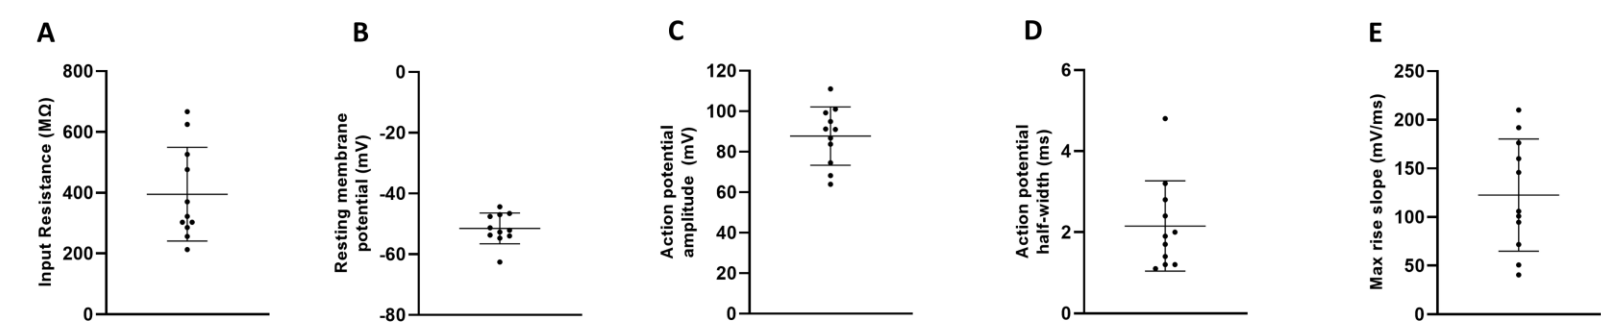 A
Input Resistance (MΩ)
800
600
400
200
0
B
Resting membrane
potential (mV)
0
-20
-40
-60
-80
C
Action potential
amplitude (mV)
120
100
80
60
40
20
0
D
Action potential
half-width (ms)
6
4
2
0
E
Max rise slope (mV/ms)
250
200
150
100
50
0